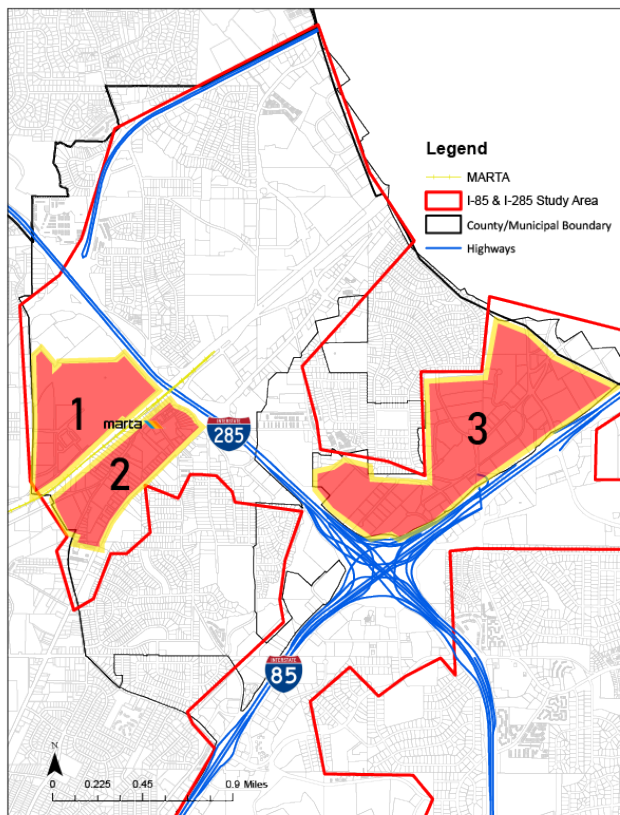 Legend
MARTA
I-85 & I-285 Study Area
County/Municipal Boundary
Highways
1
marta
2
3
INTERSTATE
285
INTERSTATE
85
N
0 0.225 0.45 0.9 Miles